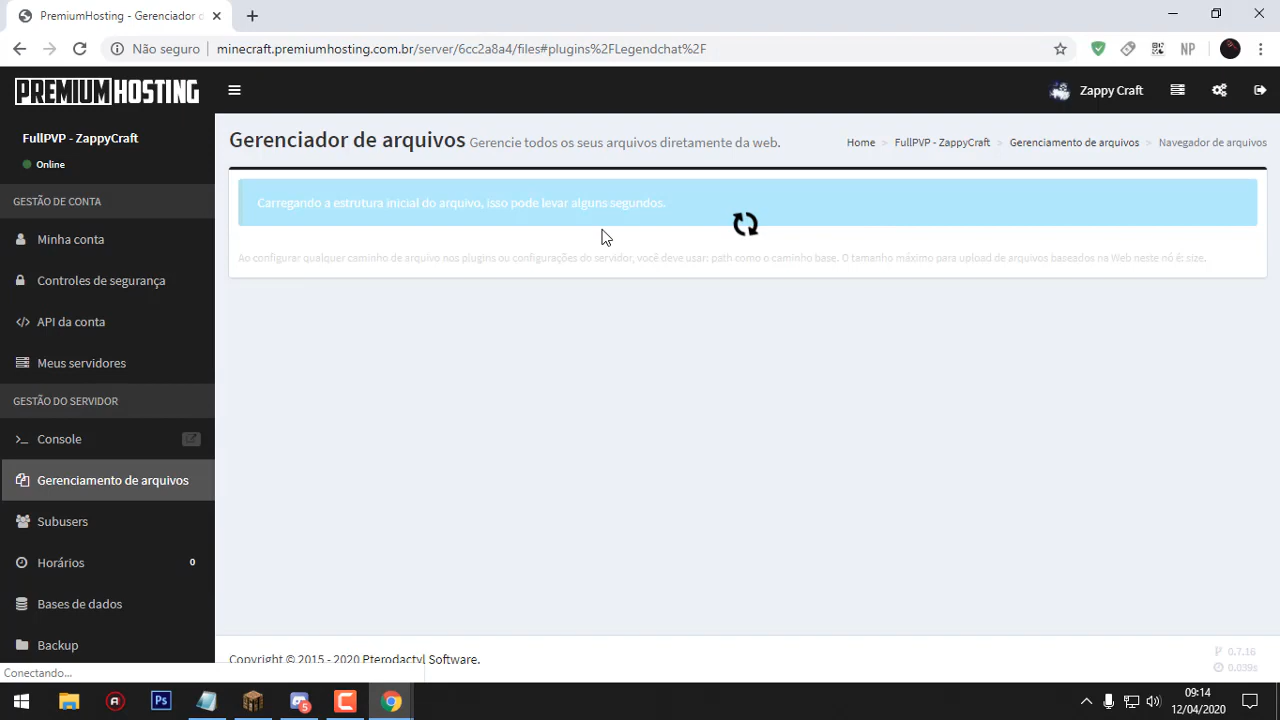 PremiumHosting - Gerenciador d
Não seguro
minecraft.premiumhosting.com.br/server/6cc2a8a4/files#plugins%2FLegendchat%2F
NP
PREMIUMHOSTING
Zappy Craft
FullPVP - ZappyCraft
Online
GESTÃO DE CONTA
Minha conta
Controles de segurança
API da conta
Meus servidores
GESTÃO DO SERVIDOR
Console
Gerenciamento de arquivos
Subusers
Horários 0
Bases de dados
Backup
Conectando...
Gerenciador de arquivos Gerencie todos os seus arquivos diretamente da web.
Home > FullPVP - ZappyCraft > Gerenciamento de arquivos > Navegador de arquivos
Carregando a estrutura inicial do arquivo, isso pode levar alguns segundos.
Ao configurar qualquer caminho de arquivo nos plugins ou configurações do servidor, você deve usar: path como o caminho base. O tamanho máximo para upload de arquivos baseados na Web neste nó é: size.
Copyright © 2015 - 2020 Pterodactyl Software.
0.7.16
0.039s
Ps
5
09:14
12/04/2020